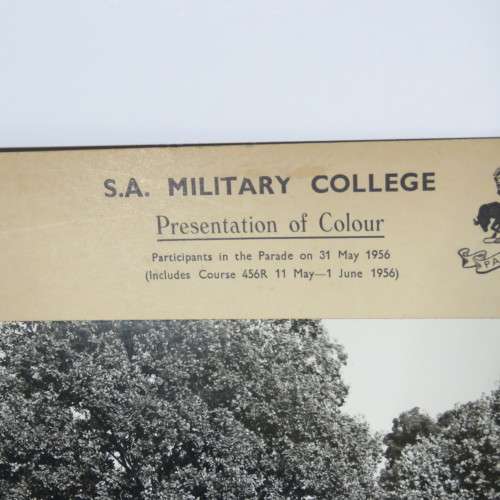 S.A. MILITARY COLLEGE
Presentation of Colour
Participants in the Parade on 31 May 1956
(Includes Course 456R 11 May—1 June 1956)